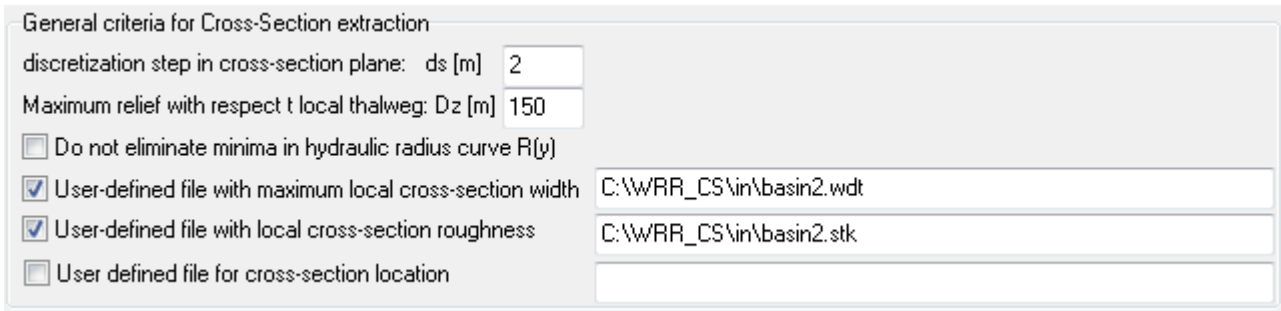 General criteria for Cross-Section extraction
discretization step in cross-section plane: ds [m] 2
Maximum relief with respect t local thalweg: Dz [m] 150
Do not eliminate minima in hydraulic radius curve R(y)
User-defined file with maximum local cross-section width C:\WRR_CS\in\basin2.wdt
User-defined file with local cross-section roughness C:\WRR_CS\in\basin2.stk
User defined file for cross-section location